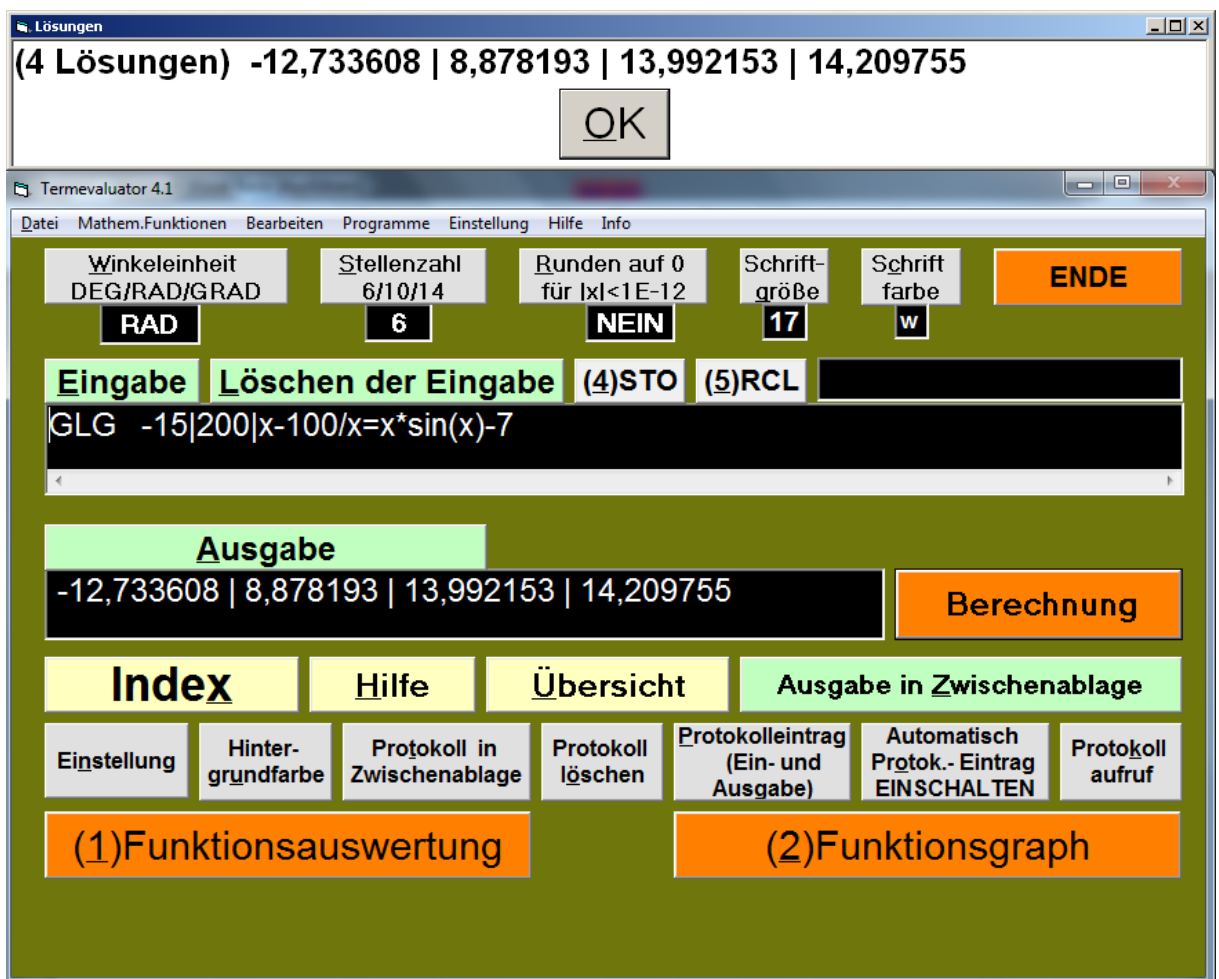 Lösungen
(4 Lösungen) -12,733608 | 8,878193 | 13,992153 | 14,209755
OK
Termevaluator 4.1
Datei Mathem.Funktionen Bearbeiten Programme Einstellung Hilfe Info
Winkeleinheit
DEG/RAD/GRAD
RAD
Stellenzahl
6/10/14
6
Runden auf 0
für |x|<1E-12
NEIN
Schrift-
größe
17
Schrift
farbe
w
ENDE
Eingabe
Löschen der Eingabe
(4)STO
(5)RCL
GLG -15|200|x-100/x=x*sin(x)-7
Ausgabe
-12,733608 | 8,878193 | 13,992153 | 14,209755
Berechnung
Index
Hilfe
Übersicht
Ausgabe in Zwischenablage
Einstellung
Hinter-
grundfarbe
Protokoll in
Zwischenablage
Protokoll
löschen
Protokolleintrag
(Ein- und
Ausgabe)
Automatisch
Protok.- Eintrag
EINSCHALTEN
Protokoll
aufruf
(1)Funktionsauswertung
(2)Funktionsgraph